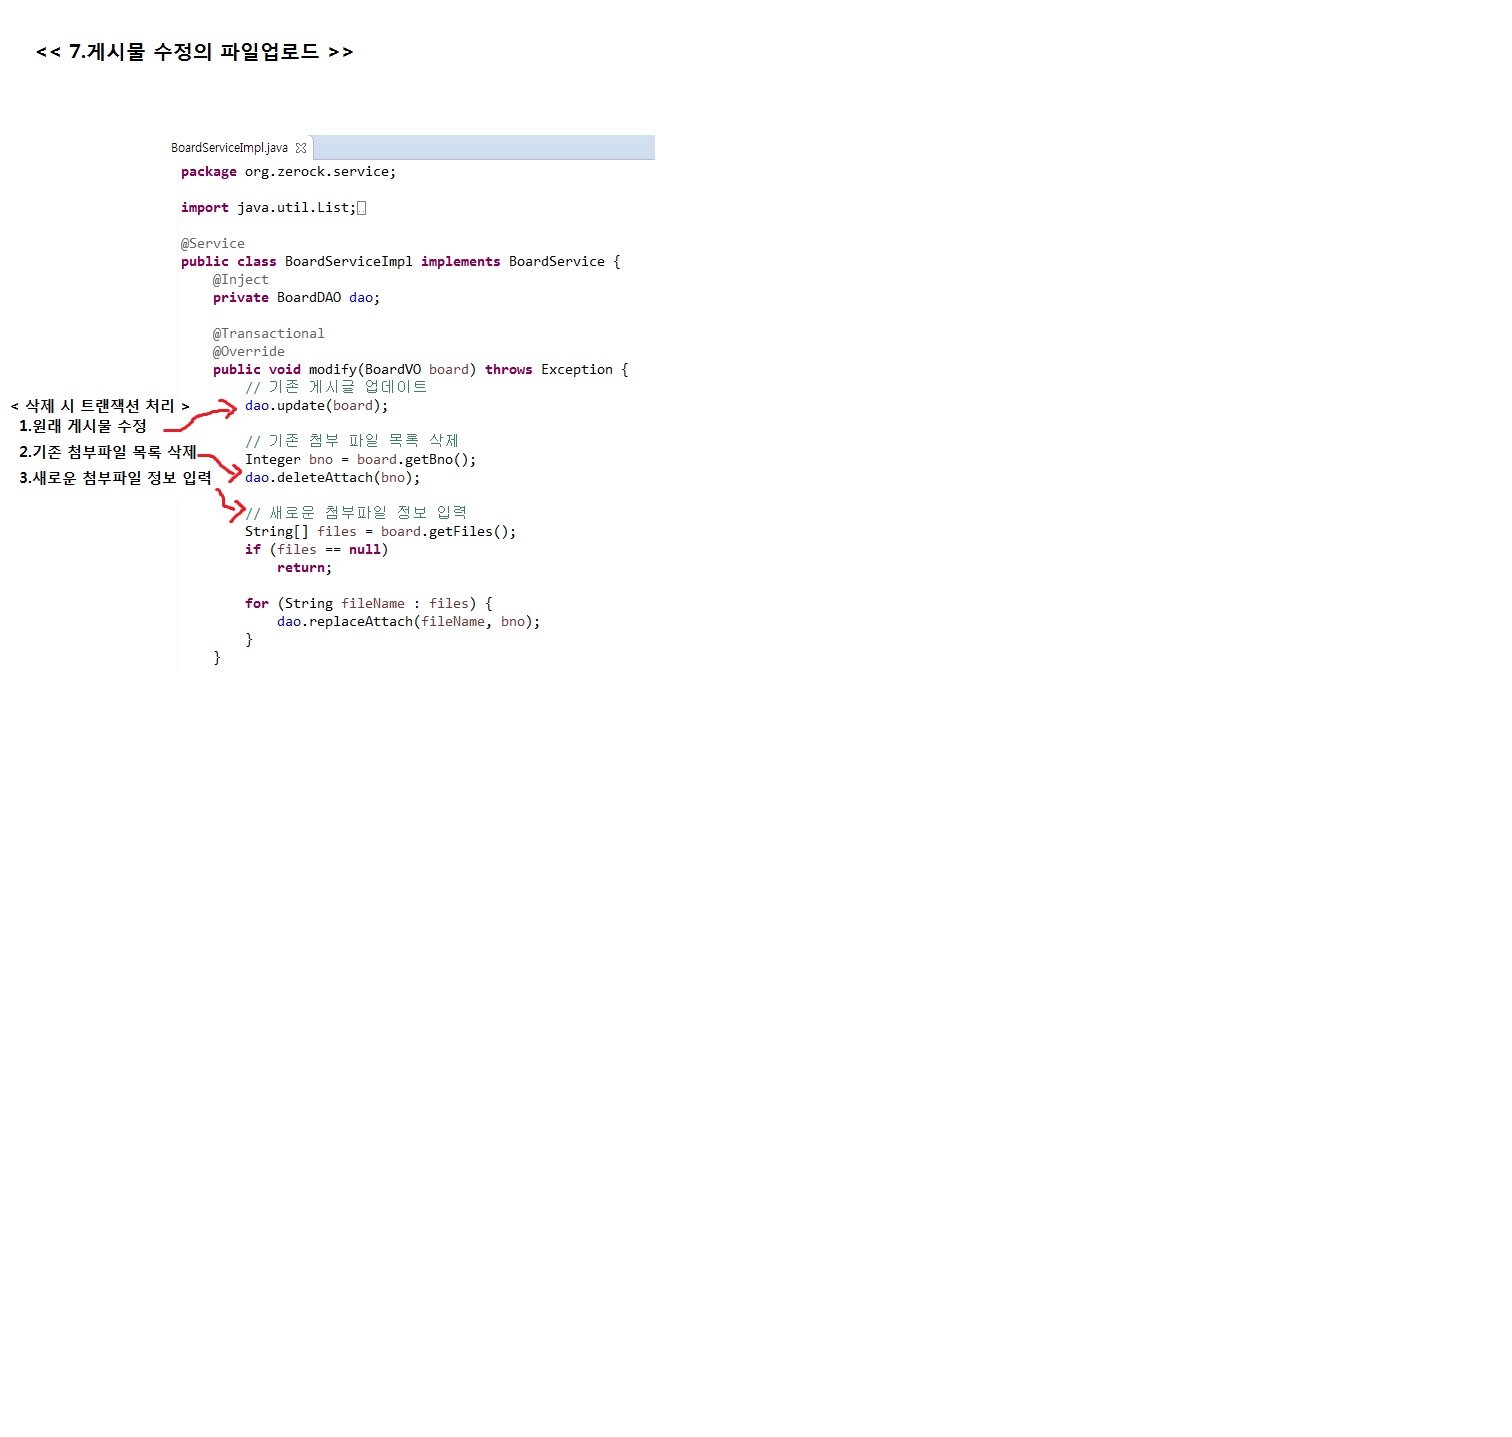 << 7.게시물 수정의 파일업로드 >>
BoardServiceImpl.java
package org.zerock.service;
import java.util.List;
@Service
public class BoardServiceImpl implements BoardService {
@Inject
private BoardDAO dao;
@Transactional
@Override
public void modify(BoardVO board) throws Exception {
// 기존 게시글 업데이트
< 삭제 시 트랜잭션 처리 >
dao.update(board);
1.원래 게시물 수정
// 기존 첨부 파일 목록 삭제
2.기존 첨부파일 목록 삭제
Integer bno = board.getBno();
3.새로운 첨부파일 정보 입력
dao.deleteAttach(bno);
// 새로운 첨부파일 정보 입력
String[] files = board.getFiles();
if (files == null)
return;
for (String fileName : files) {
dao.replaceAttach(fileName, bno);
}
}